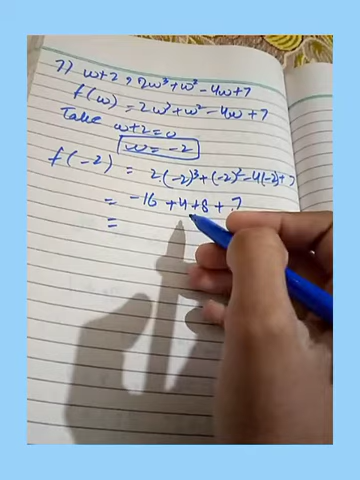 7) w+2, 2w³+w²-4w+7
f(w) = 2w³+w²-4w+7
Take w+2=0
w=-2
f(-2) = 2(-2)³+(-2)²-4(-2)+7
= -16+4+8+7
=